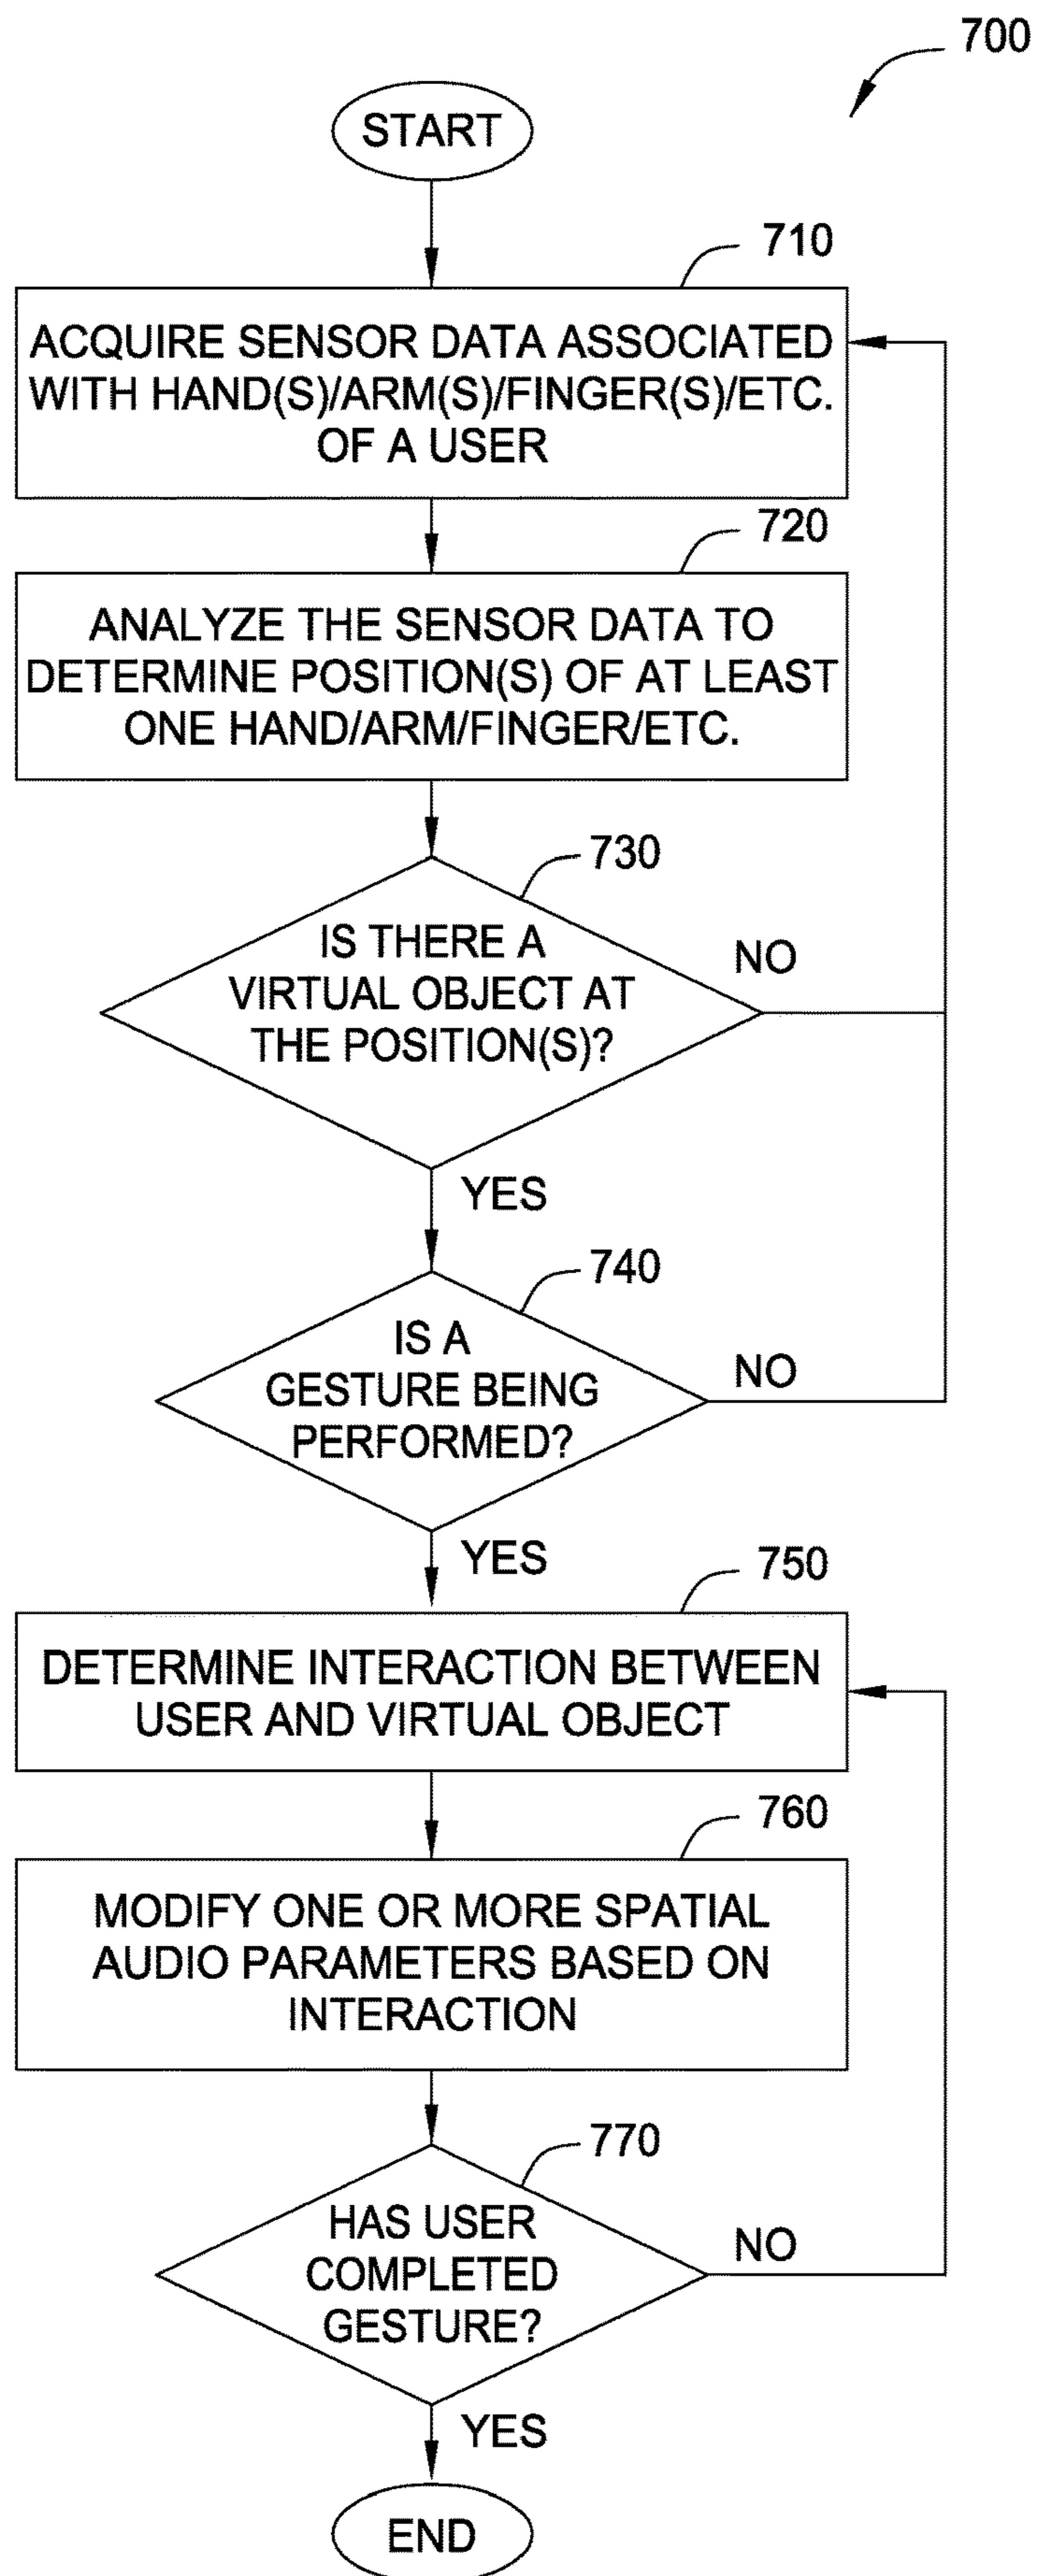 700
START
710
ACQUIRE SENSOR DATA ASSOCIATED
WITH HAND(S)/ARM(S)/FINGER(S)/ETC.
OF A USER
720
ANALYZE THE SENSOR DATA TO
DETERMINE POSITION(S) OF AT LEAST
ONE HAND/ARM/FINGER/ETC.
730
IS THERE A
VIRTUAL OBJECT AT
THE POSITION(S)?
NO
YES
740
IS A
GESTURE BEING
PERFORMED?
NO
YES
750
DETERMINE INTERACTION BETWEEN
USER AND VIRTUAL OBJECT
760
MODIFY ONE OR MORE SPATIAL
AUDIO PARAMETERS BASED ON
INTERACTION
770
HAS USER
COMPLETED
GESTURE?
NO
YES
END